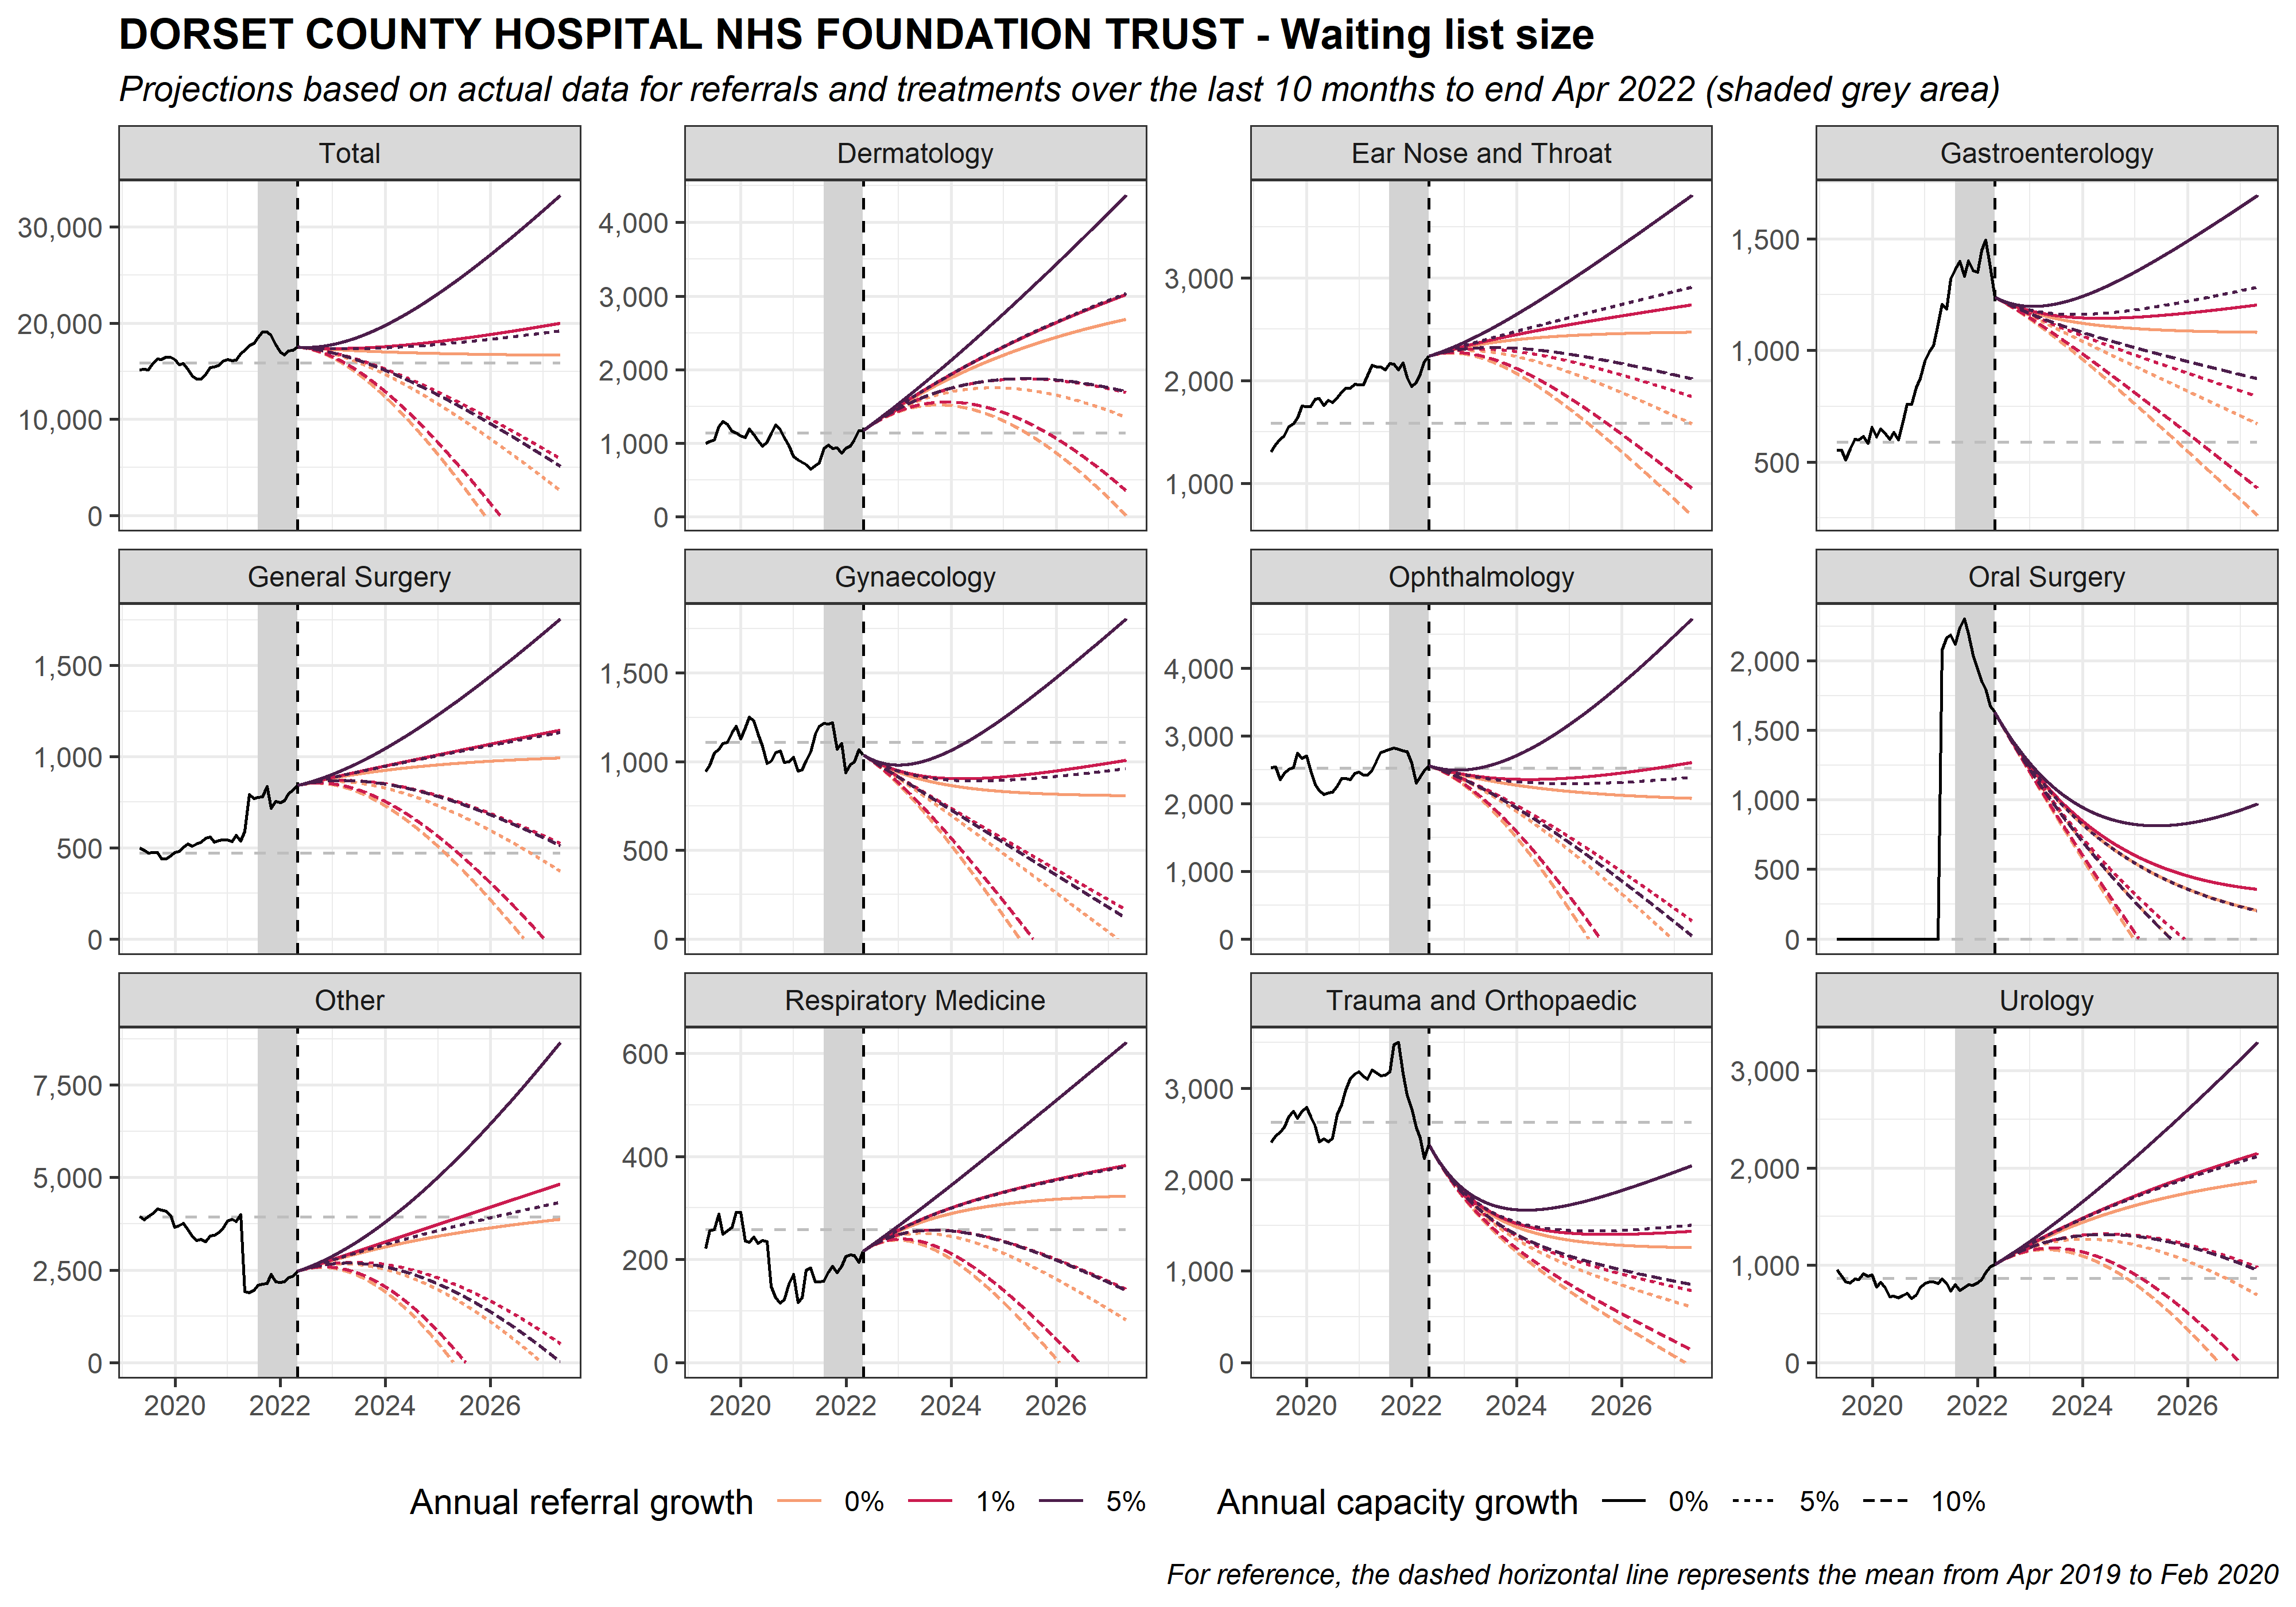 DORSET COUNTY HOSPITAL NHS FOUNDATION TRUST - Waiting list size
Projections based on actual data for referrals and treatments over the last 10 months to end Apr 2022 (shaded grey area)
Total
30,000
20,000
10,000
0
Dermatology
4,000
3,000
2,000
1,000
0
Ear Nose and Throat
3,000
2,000
1,000
Gastroenterology
1,500
1,000
500
General Surgery
1,500
1,000
500
0
Gynaecology
1,500
1,000
500
0
Ophthalmology
4,000
3,000
2,000
1,000
0
Oral Surgery
2,000
1,500
1,000
500
0
Other
7,500
5,000
2,500
0
2020 2022 2024 2026
Respiratory Medicine
600
400
200
0
2020 2022 2024 2026
Trauma and Orthopaedic
3,000
2,000
1,000
0
2020 2022 2024 2026
Urology
3,000
2,000
1,000
0
2020 2022 2024 2026
Annual referral growth 0% 1% 5%
Annual capacity growth 0% 5% 10%
For reference, the dashed horizontal line represents the mean from Apr 2019 to Feb 2020